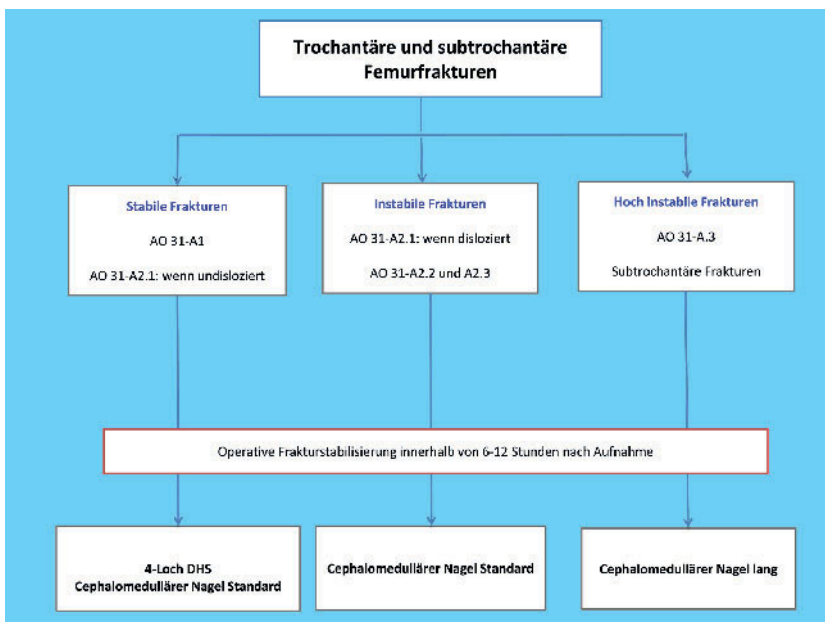 Trochantäre und subtrochantäre
Femurfrakturen
Stabile Frakturen
AO 31-A1
AO 31-A2.1: wenn undisloziert
Instabile Frakturen
AO 31-A2.1: wenn disloziert
AO 31-A2.2 und A2.3
Hoch Instabile Frakturen
AO 31-A.3
Subtrochantäre Frakturen
Operative Frakturstabilisierung innerhalb von 6-12 Stunden nach Aufnahme
4-Loch DHS
Cephalomedullärer Nagel Standard
Cephalomedullärer Nagel Standard
Cephalomedullärer Nagel lang